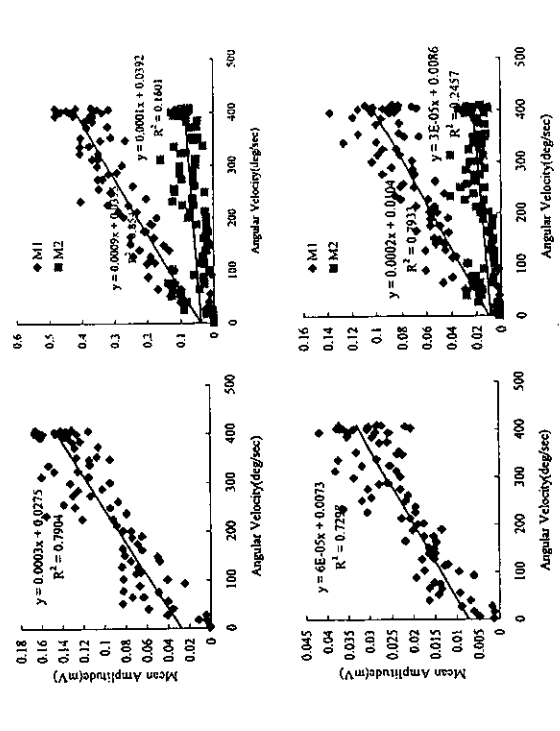 0.18
0.16
0.14
0.12
0.1
0.08
0.06
0.04
0.02
0
Mean Amplitude(mV)
y = 0.0003x + 0.0275
R² = 0.7904
0 100 200 300 400 500
Angular Velocity(deg/sec)
0.6
0.5
0.4
0.3
0.2
0.1
0
M1
M2
y = 0.0009x +
y = 0.0001x + 0.0392
R² = 0.1601
0 100 200 300 400 500
Angular Velocity(deg/sec)
0.045
0.04
0.035
0.03
0.025
0.02
0.015
0.01
0.005
0
Mean Amplitude(mV)
y = 6E-05x + 0.0073
R² = 0.729
0 100 200 300 400 500
Angular Velocity(deg/sec)
0.16
0.14
0.12
0.1
0.08
0.06
0.04
0.02
0
M1
M2
y = 0.0002x + 0.0104
R² = 0.7933
y = 3E-05x + 0.0086
R² = 0.2457
0 100 200 300 400 500
Angular Velocity(deg/sec)